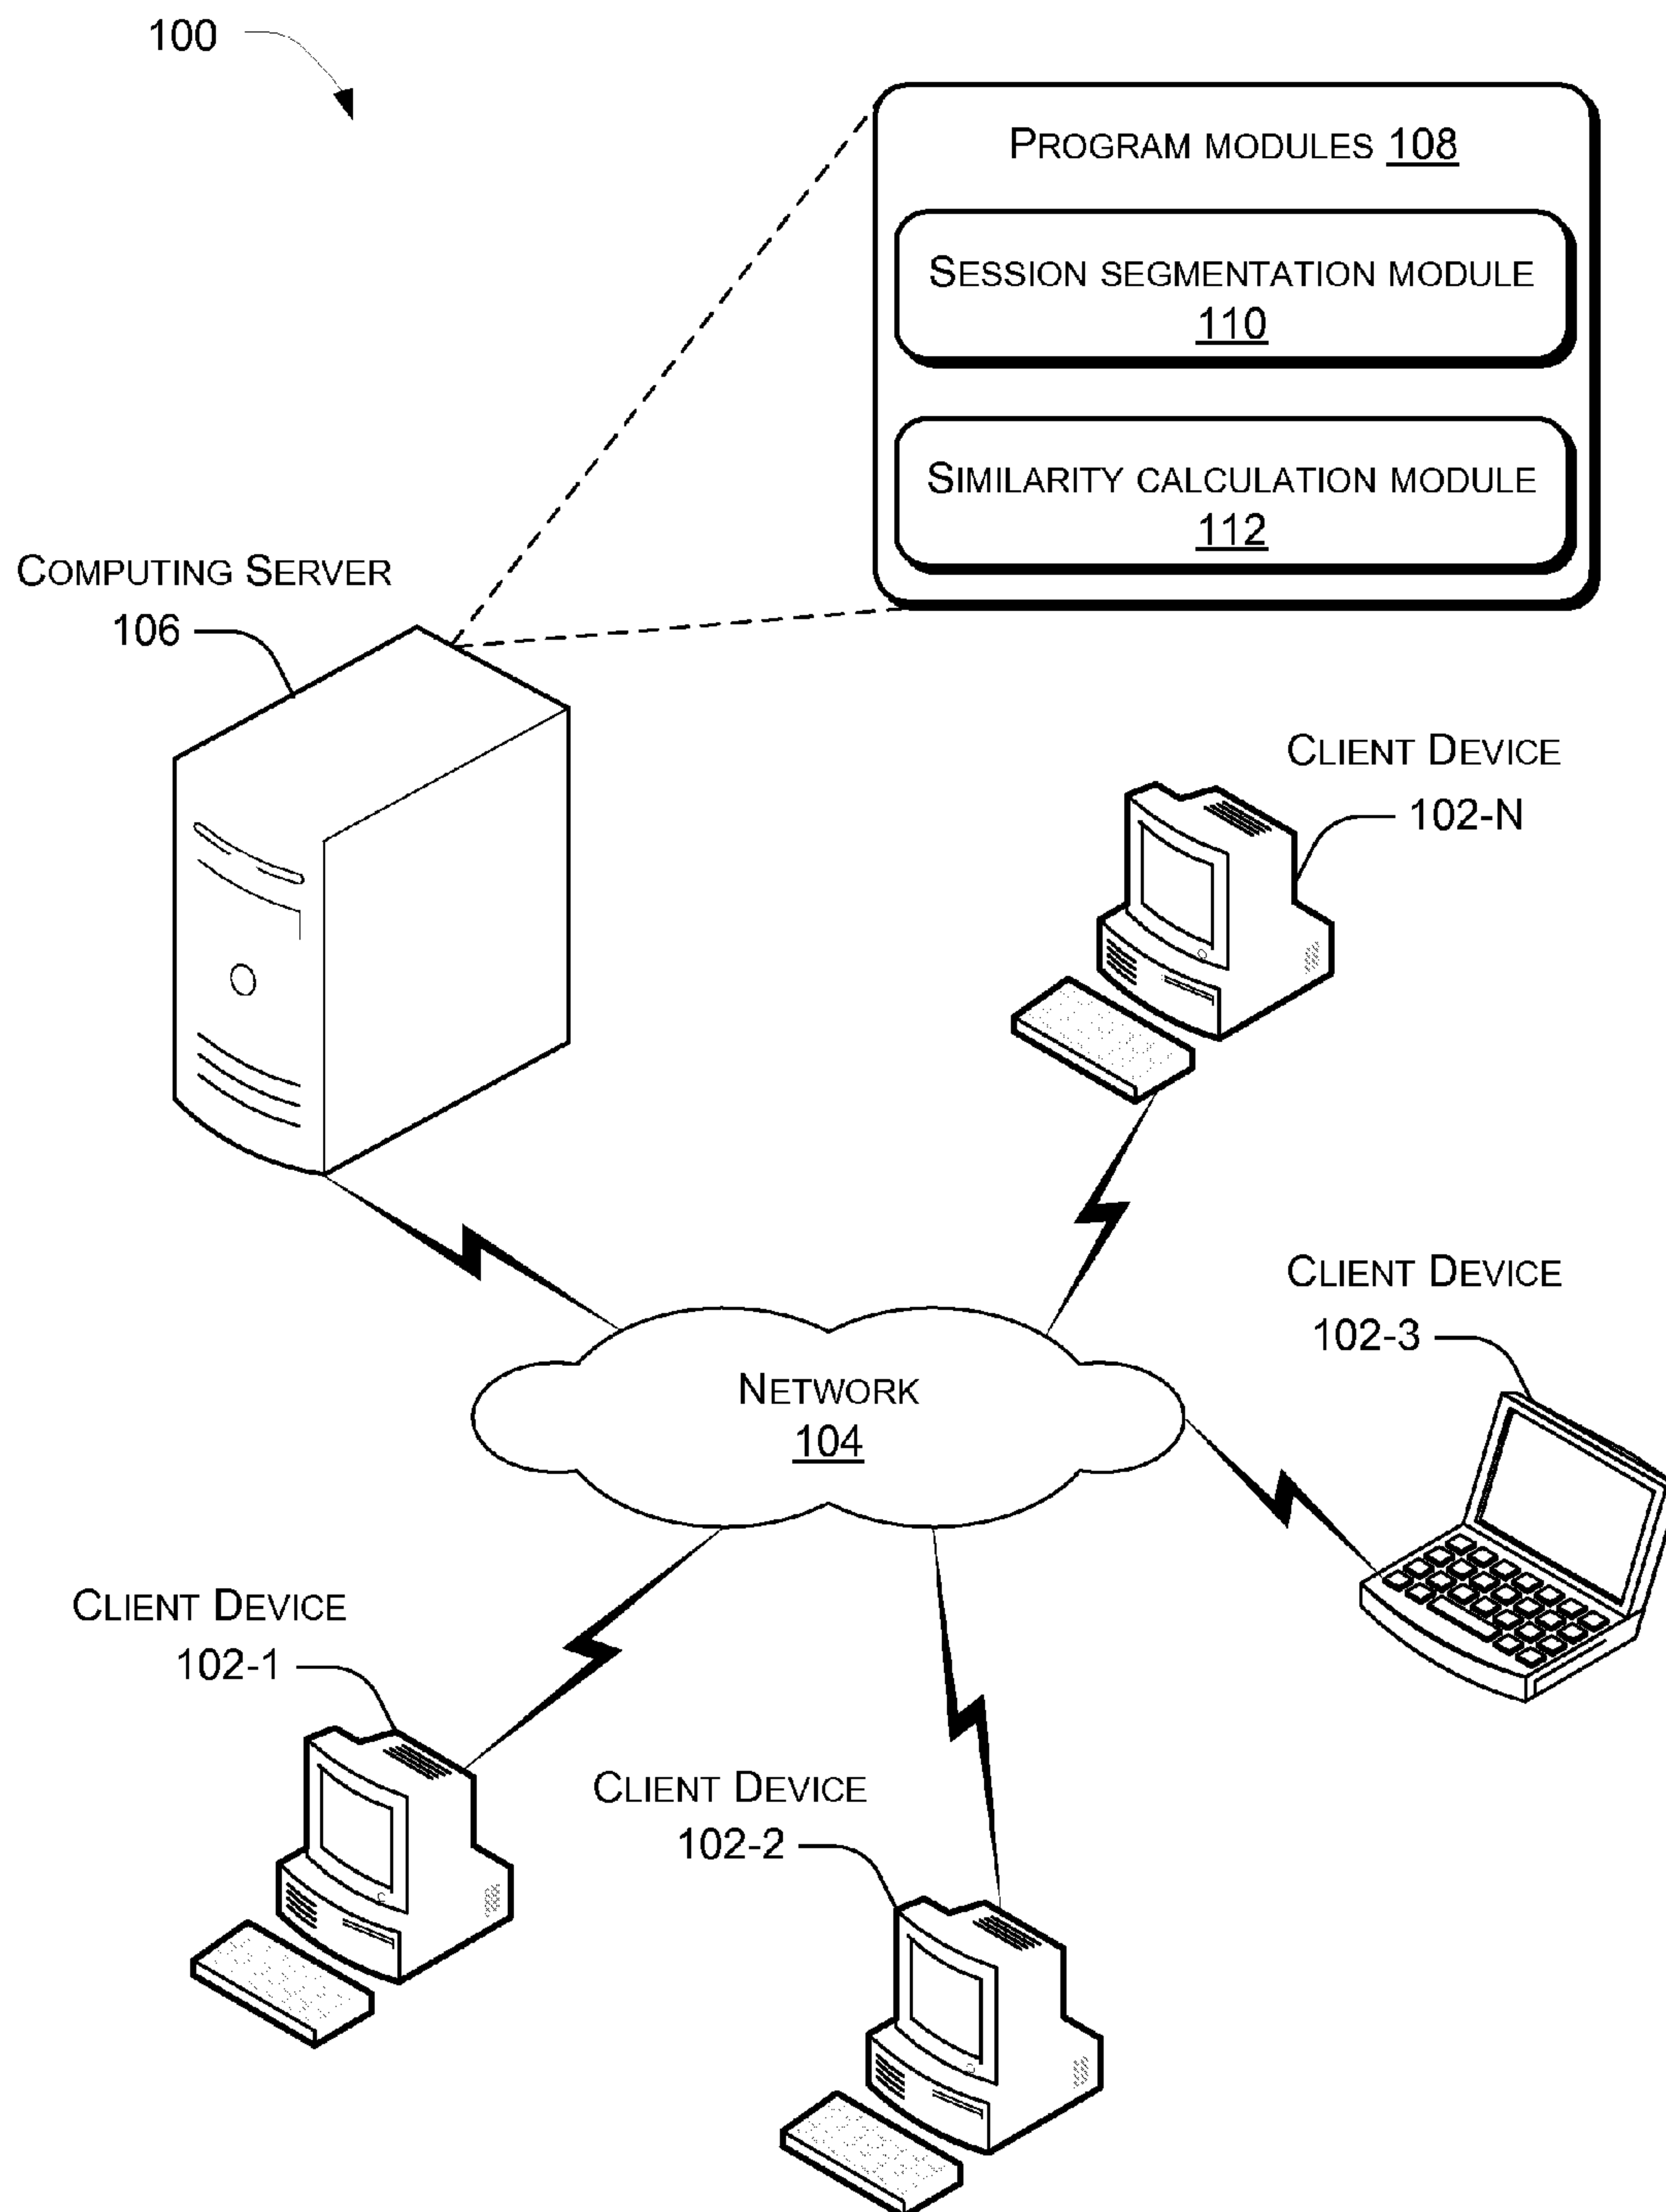 100
PROGRAM MODULES 108
SESSION SEGMENTATION MODULE
110
SIMILARITY CALCULATION MODULE
112
COMPUTING SERVER
106
CLIENT DEVICE
102-N
CLIENT DEVICE
102-3
NETWORK
104
CLIENT DEVICE
102-1
CLIENT DEVICE
102-2